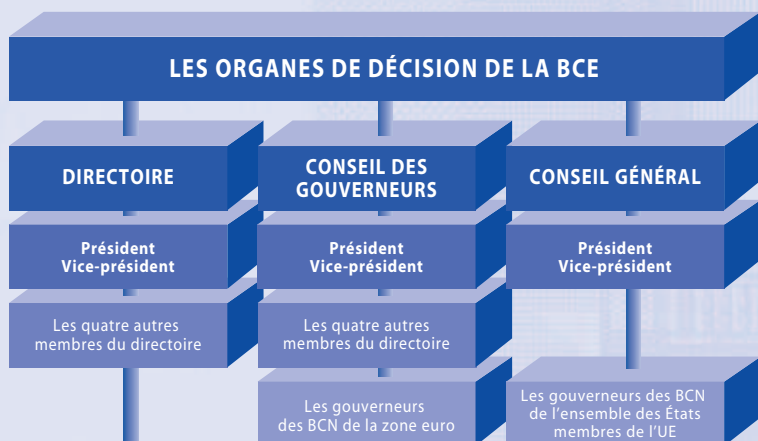 LES ORGANES DE DÉCISION DE LA BCE
DIRECTOIRE
Président
Vice-président
Les quatre autres
membres du directoire
CONSEIL DES
GOUVERNEURS
Président
Vice-président
Les quatre autres
membres du directoire
Les gouverneurs
des BCN de la zone euro
CONSEIL GÉNÉRAL
Président
Vice-président
Les gouverneurs des BCN
de l’ensemble des États
membres de l’UE